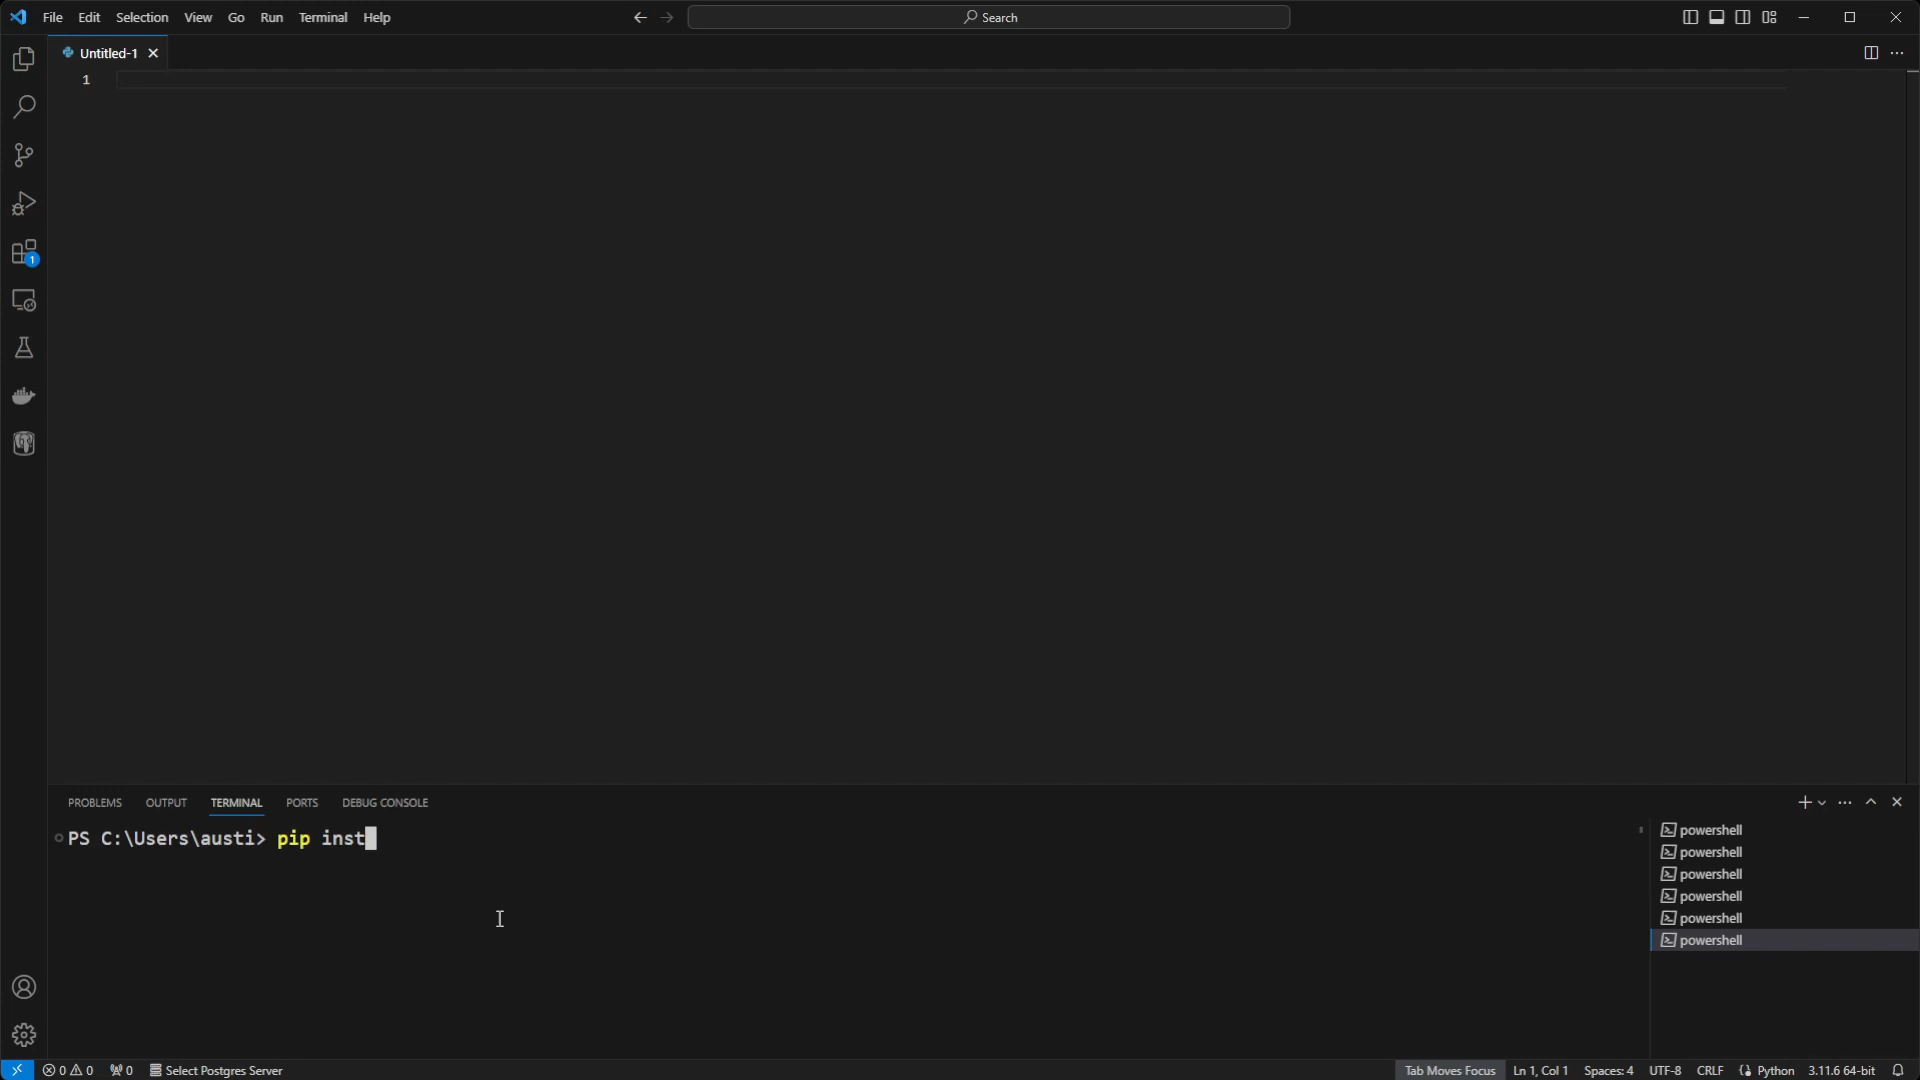 File Edit Selection View Go Run Terminal Help
Search
Untitled-1
1
1
PROBLEMS OUTPUT TERMINAL PORTS DEBUG CONSOLE
PS C:\Users\austi> pip inst
powershell
powershell
powershell
powershell
powershell
powershell
0 0 0 Select Postgres Server
Tab Moves Focus Ln 1, Col 1 Spaces: 4 UTF-8 CRLF Python 3.11.6 64-bit